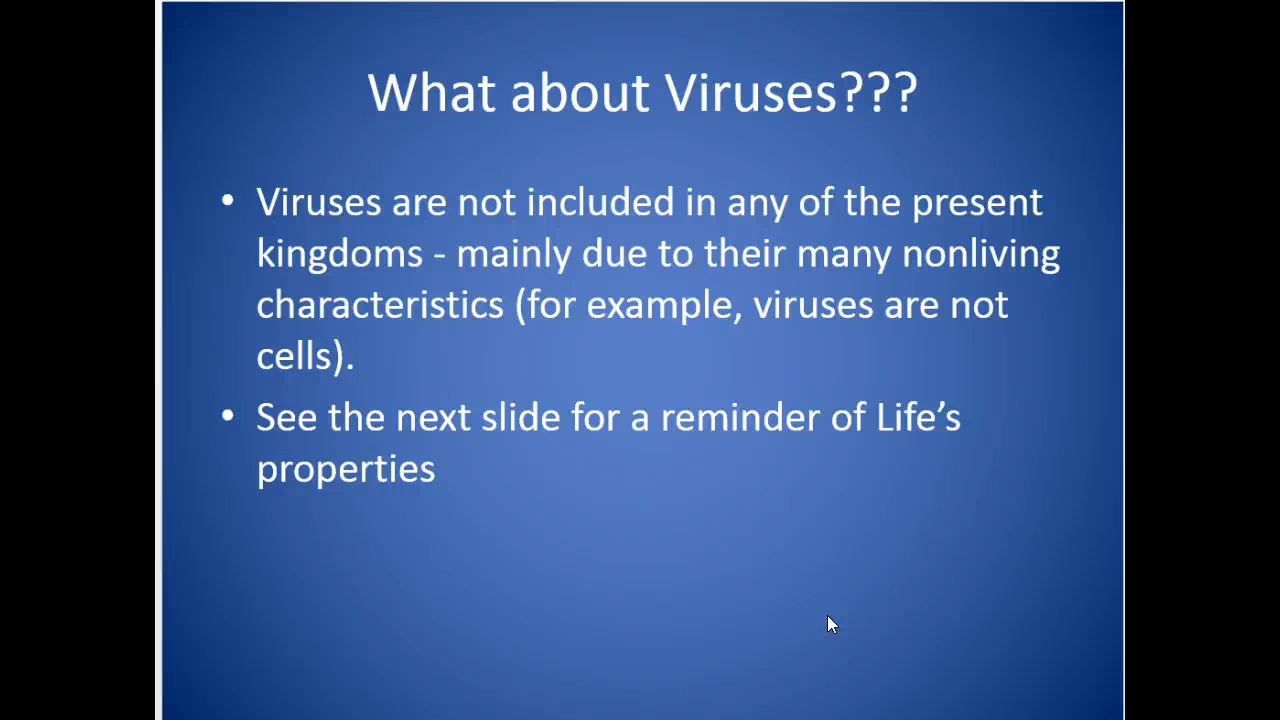 What about Viruses???
• Viruses are not included in any of the present
kingdoms - mainly due to their many nonliving
characteristics (for example, viruses are not
cells).
• See the next slide for a reminder of Life’s
properties